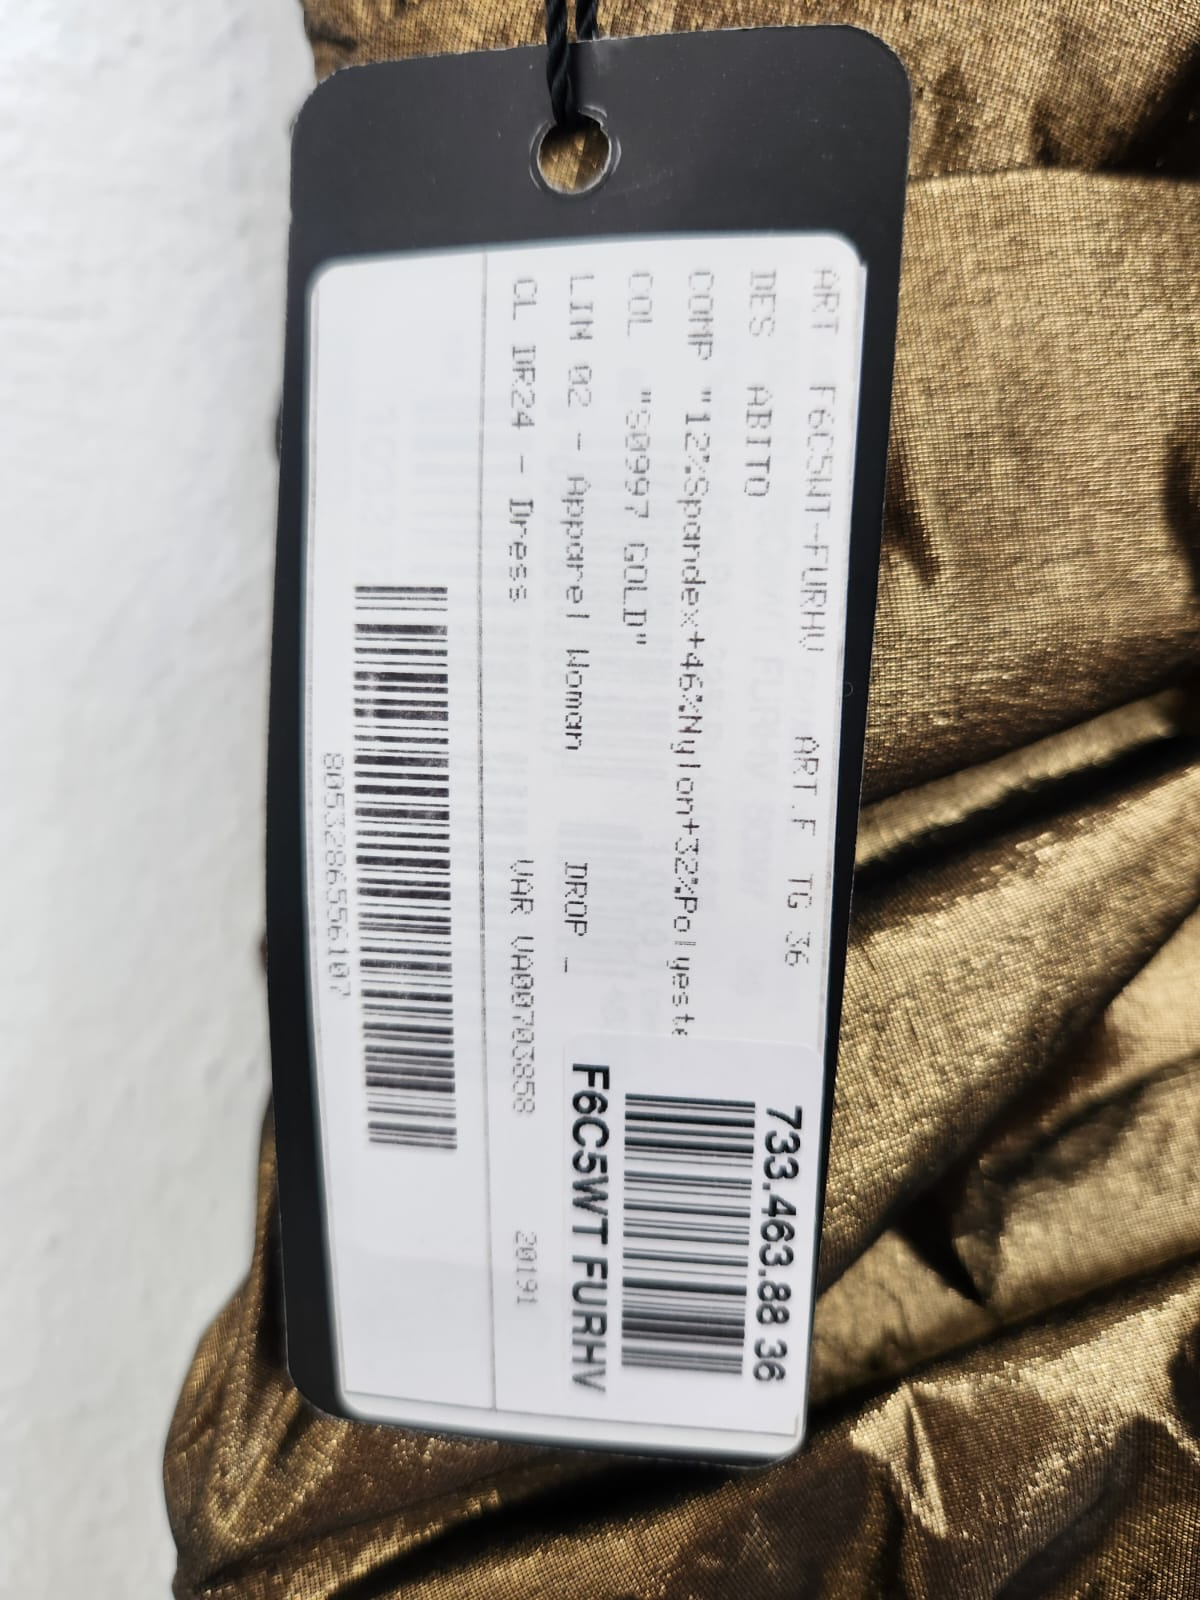 ART F6C5WT-FURHV ART.F TG 36
DES ABITO
COMP "12%Spandex+46%Nylon+32%Polyeste
COL "S0997 GOLD"
LIN 02 - Apparel Woman DROP _
CL DR24 - Dress VAR VA00703858 20191
8053286556107
733.463.88 36
F6C5WT FURHV